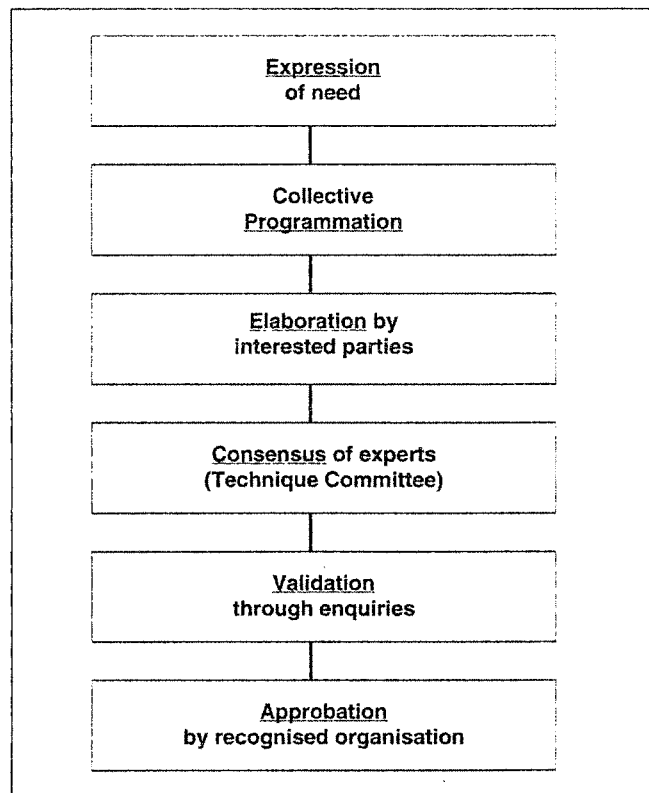 Expression
of need
Collective
Programmation
Elaboration by
interested parties
Consensus of experts
(Technique Committee)
Validation
through enquiries
Approbation
by recognised organisation